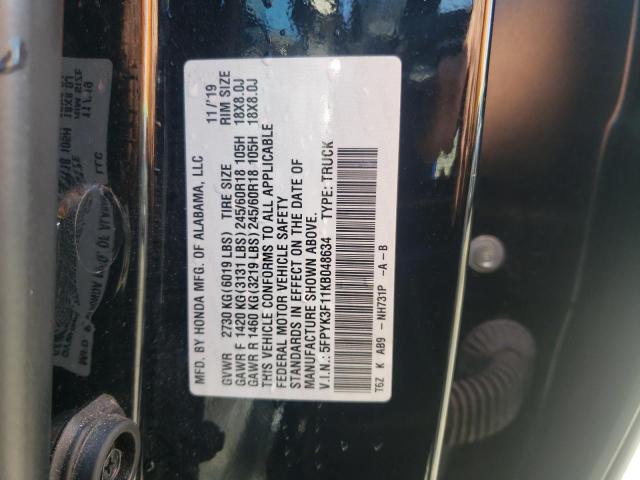 MFD. BY HONDA MFG. OF ALABAMA, LLC 11/'19
GVWR 2730 KG (6019 LBS) TIRE SIZE RIM SIZE
GAWR F 1420 KG (3131 LBS) 245/60R18 105H 18X8.0J
GAWR R 1460 KG (3219 LBS) 245/60R18 105H 18X8.0J
THIS VEHICLE CONFORMS TO ALL APPLICABLE
FEDERAL MOTOR VEHICLE SAFETY
STANDARDS IN EFFECT ON THE DATE OF
MANUFACTURE SHOWN ABOVE.
V.I.N.: 5FPYK3F11KB048634 TYPE: TRUCK
T6Z K AB9 - NH731P -A-B